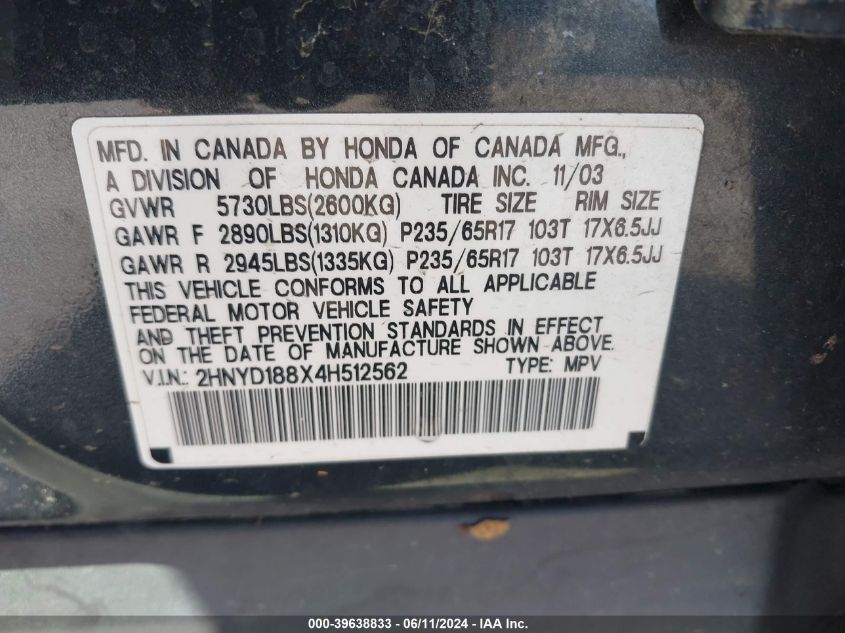 MFD. IN CANADA BY HONDA OF CANADA MFG.,
A DIVISION OF HONDA CANADA INC. 11/03
GVWR 5730LBS(2600KG) TIRE SIZE RIM SIZE
GAWR F 2890LBS(1310KG) P235/65R17 103T 17X6.5JJ
GAWR R 2945LBS(1335KG) P235/65R17 103T 17X6.5JJ
THIS VEHICLE CONFORMS TO ALL APPLICABLE
FEDERAL MOTOR VEHICLE SAFETY
AND THEFT PREVENTION STANDARDS IN EFFECT
ON THE DATE OF MANUFACTURE SHOWN ABOVE.
V.I.N.: 2HNYD188X4H512562 TYPE: MPV
000-39638833 / 06/11/2024 - IAA, Inc.